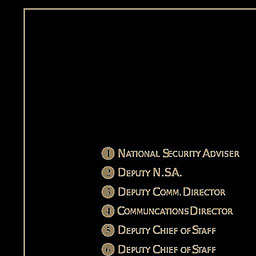 1 National Security Adviser
2 Deputy N.SA.
3 Deputy Comm. Director
4 Communcations Director
5 Deputy Chief of Staff
6 Deputy Chief of Staff